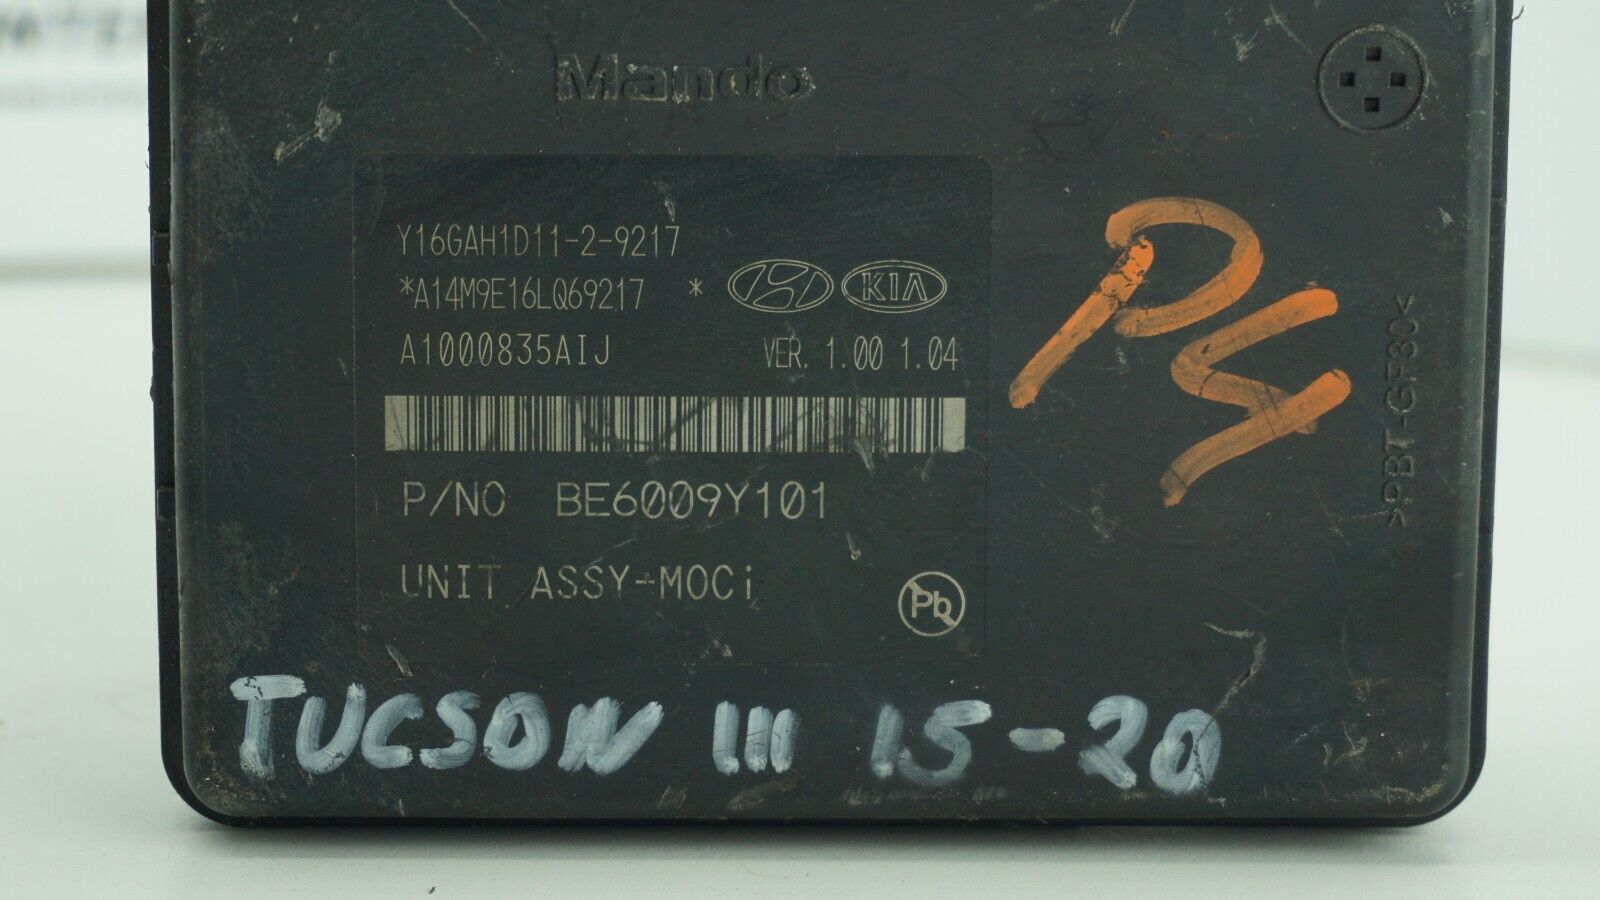 Mando
Y16GAH1D11-2-9217
*A14M9E16LQ69217 *
KIA
A1000835AIJ
VER. 1.00 1.04
P/NO BE6009Y101
UNIT ASSY-MOCi
Pb
>PBT-GF30<
TUCSON III 15-20